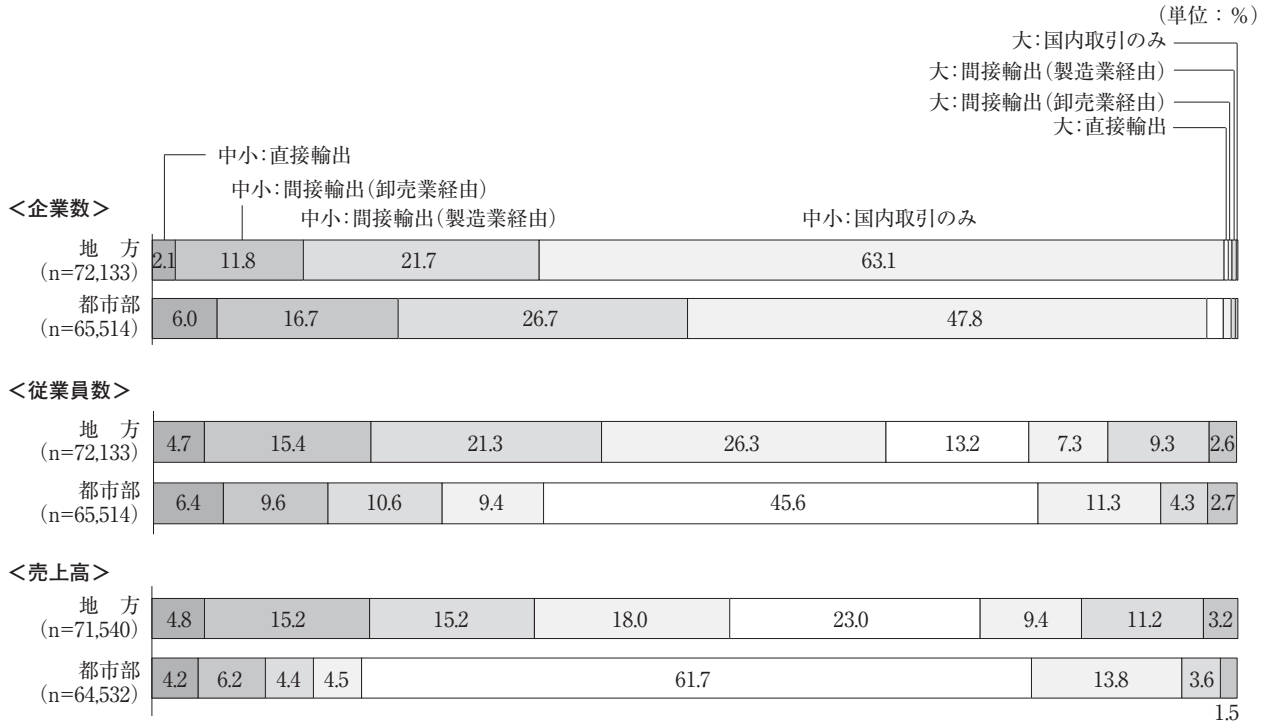 （単位：%）
大：国内取引のみ
大：間接輸出（製造業経由）
大：間接輸出（卸売業経由）
大：直接輸出
中小：直接輸出
中小：間接輸出（卸売業経由）
＜企業数＞
中小：間接輸出（製造業経由） 中小：国内取引のみ
地　方
（n=72,133）
2.1 11.8 21.7 63.1
都市部
（n=65,514）
6.0 16.7 26.7 47.8
＜従業員数＞
地　方
（n=72,133）
4.7 15.4 21.3 26.3 13.2 7.3 9.3 2.6
都市部
（n=65,514）
6.4 9.6 10.6 9.4 45.6 11.3 4.3 2.7
＜売上高＞
地　方
（n=71,540）
4.8 15.2 15.2 18.0 23.0 9.4 11.2 3.2
都市部
（n=64,532）
4.2 6.2 4.4 4.5 61.7 13.8 3.6
1.5